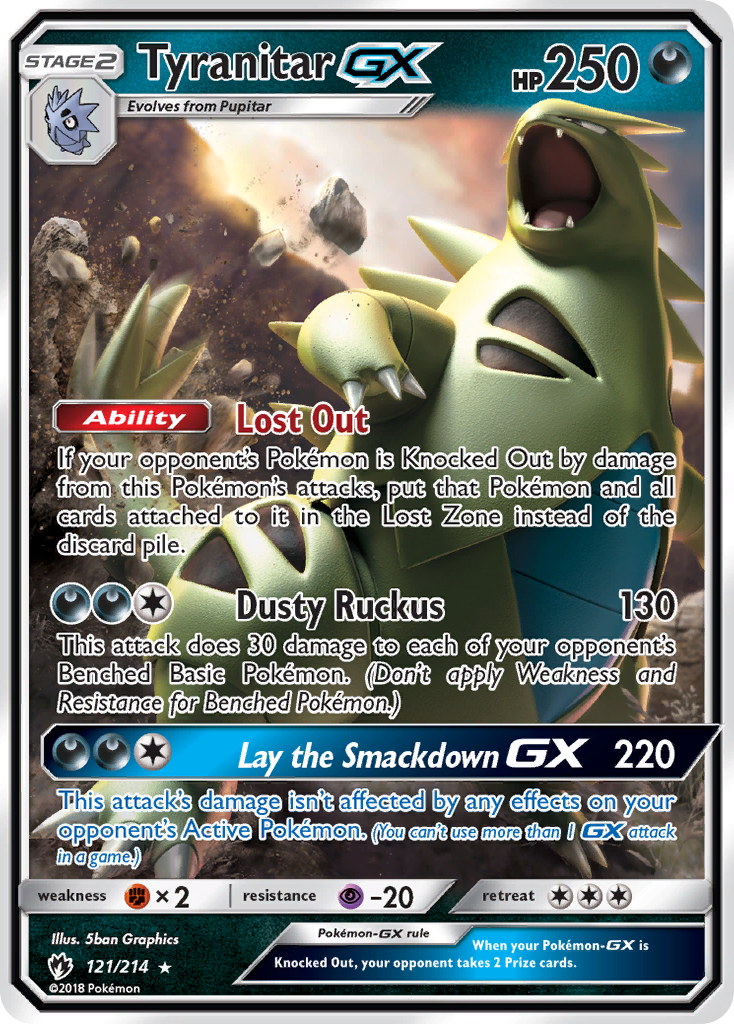 STAGE2 Tyranitar GX HP250
Evolves from Pupitar
Ability Lost Out
If your opponent's Pokémon is Knocked Out by damage
from this Pokémon's attacks, put that Pokémon and all
cards attached to it in the Lost Zone instead of the
discard pile.
Dusty Ruckus 130
This attack does 30 damage to each of your opponent's
Benched Basic Pokémon. (Don't apply Weakness and
Resistance for Benched Pokémon.)
Lay the Smackdown GX 220
This attack's damage isn't affected by any effects on your
opponent's Active Pokémon. (You can't use more than 1 GX attack
in a game.)
weakness ×2 resistance -20 retreat
Illus. 5ban Graphics
121/214 ★
©2018 Pokémon
Pokémon-GX rule
When your Pokémon-GX is
Knocked Out, your opponent takes 2 Prize cards.